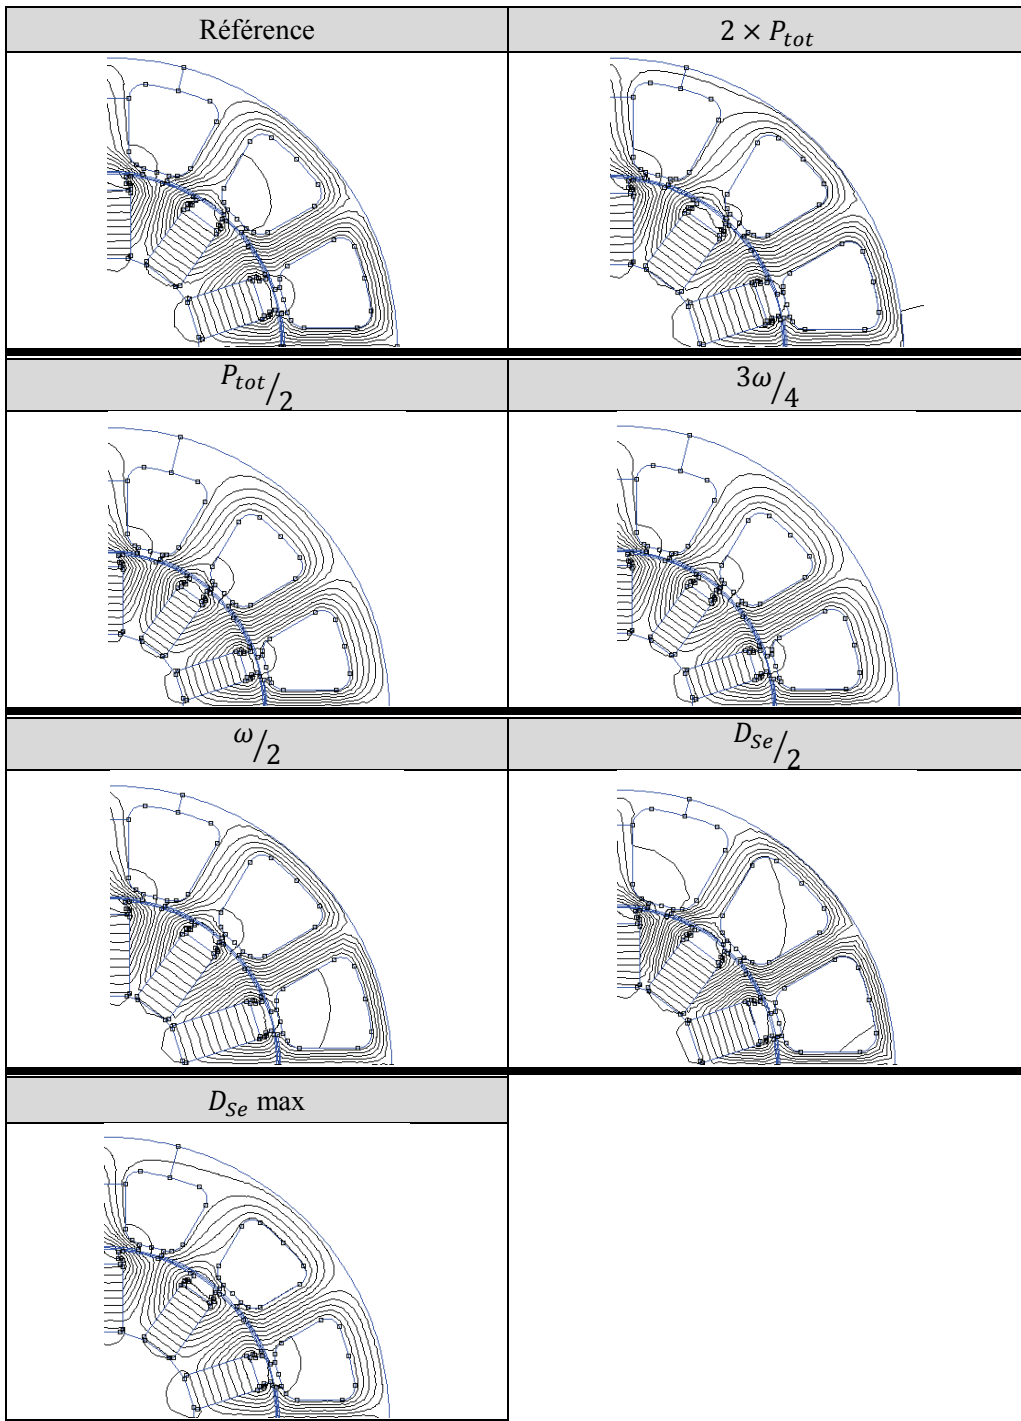 Référence
2 × P_tot
P_tot/2
3ω/4
ω/2
D_Se/2
D_Se max